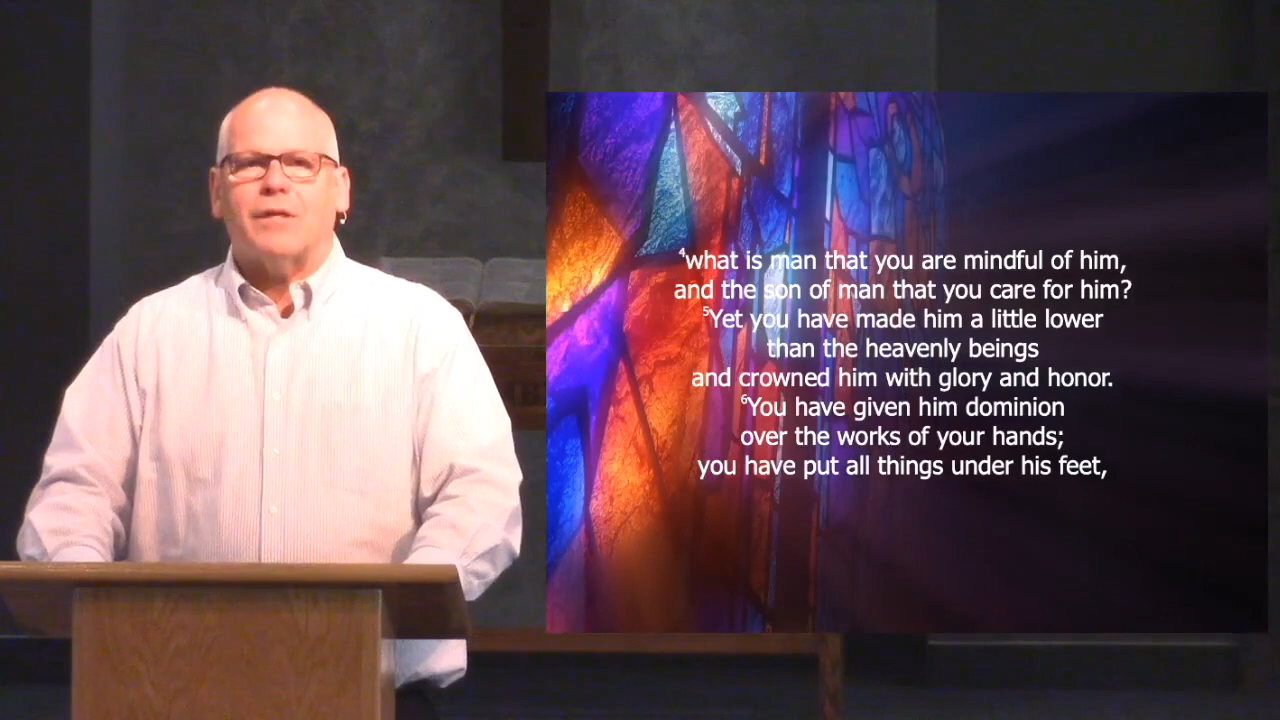 ⁴what is man that you are mindful of him,
and the son of man that you care for him?
⁵Yet you have made him a little lower
than the heavenly beings
and crowned him with glory and honor.
⁶You have given him dominion
over the works of your hands;
you have put all things under his feet,